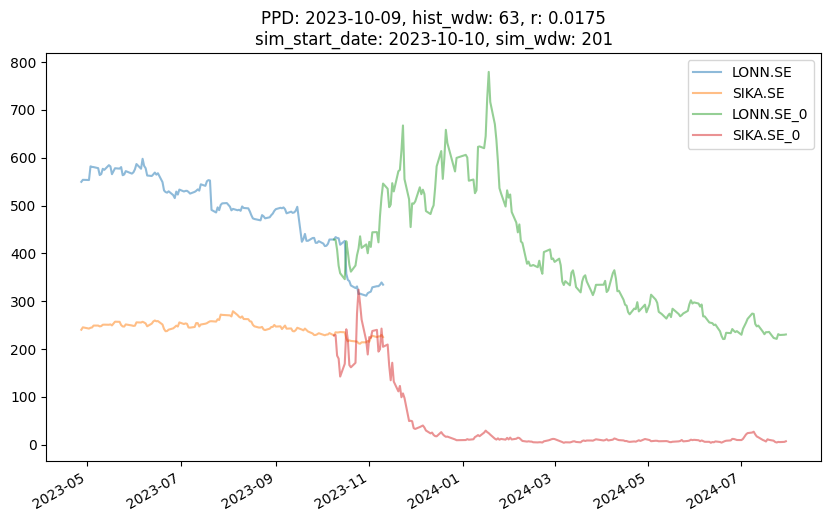 PPD: 2023-10-09, hist_wdw: 63, r: 0.0175
sim_start_date: 2023-10-10, sim_wdw: 201
LONN.SE
SIKA.SE
LONN.SE_0
SIKA.SE_0
800
700
600
500
400
300
200
100
0
2023-05
2023-07
2023-09
2023-11
2024-01
2024-03
2024-05
2024-07